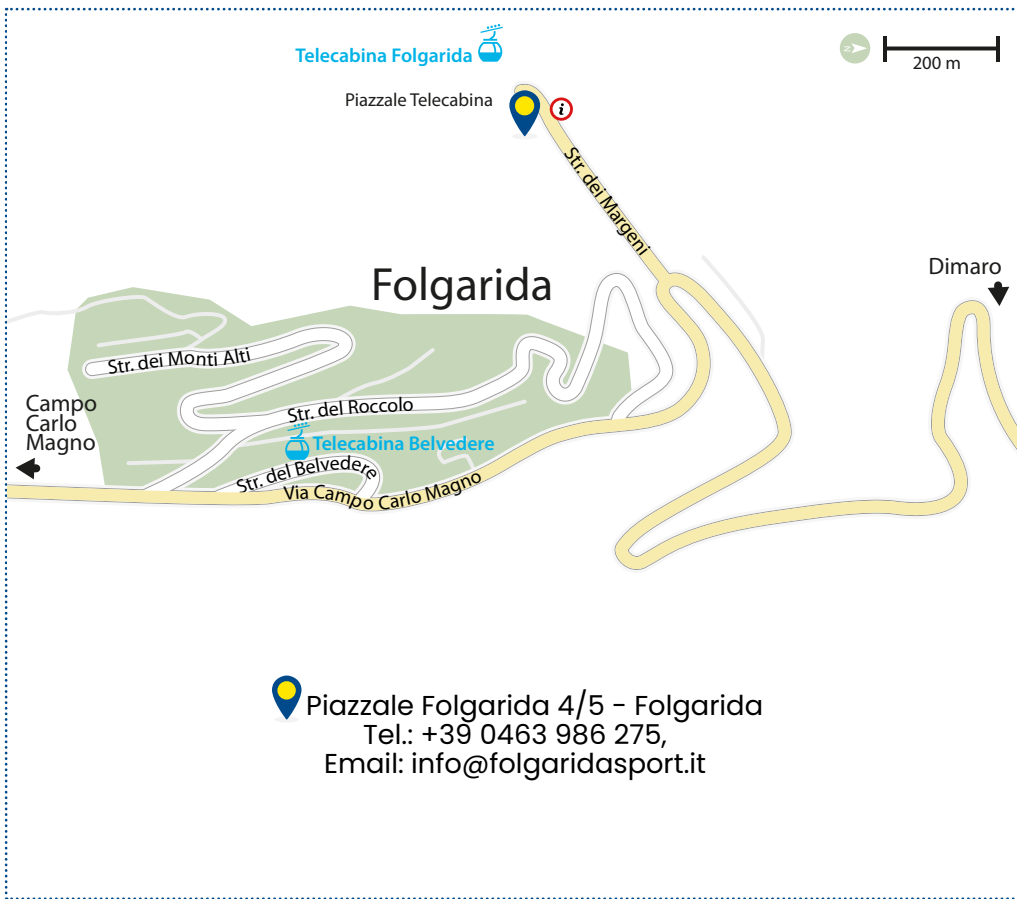 Telecabina Folgarida
N
200 m
Piazzale Telecabina
i
Str. dei Margeni
Folgarida
Dimaro
Str. dei Monti Alti
Campo
Carlo
Magno
Str. del Roccolo
Telecabina Belvedere
Str. del Belvedere
Via Campo Carlo Magno
Piazzale Folgarida 4/5 - Folgarida
Tel.: +39 0463 986 275,
Email: info@folgaridasport.it